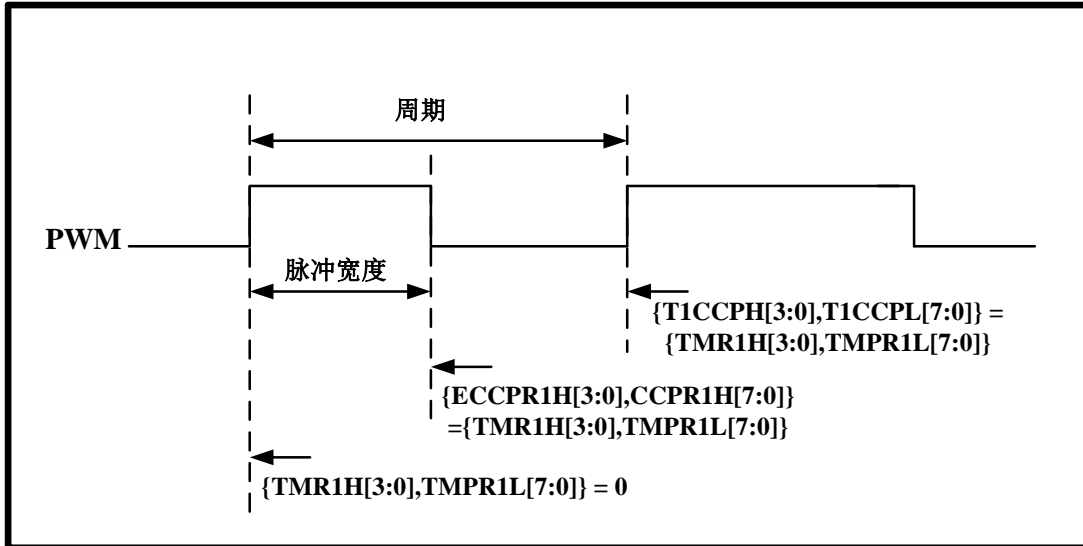 周期
PWM
脉冲宽度
{T1CCPH[3:0],T1CCPL[7:0]} =
{TMR1H[3:0],TMPR1L[7:0]}
{ECCPR1H[3:0],CCPR1H[7:0]}
={TMR1H[3:0],TMPR1L[7:0]}
{TMR1H[3:0],TMPR1L[7:0]} = 0